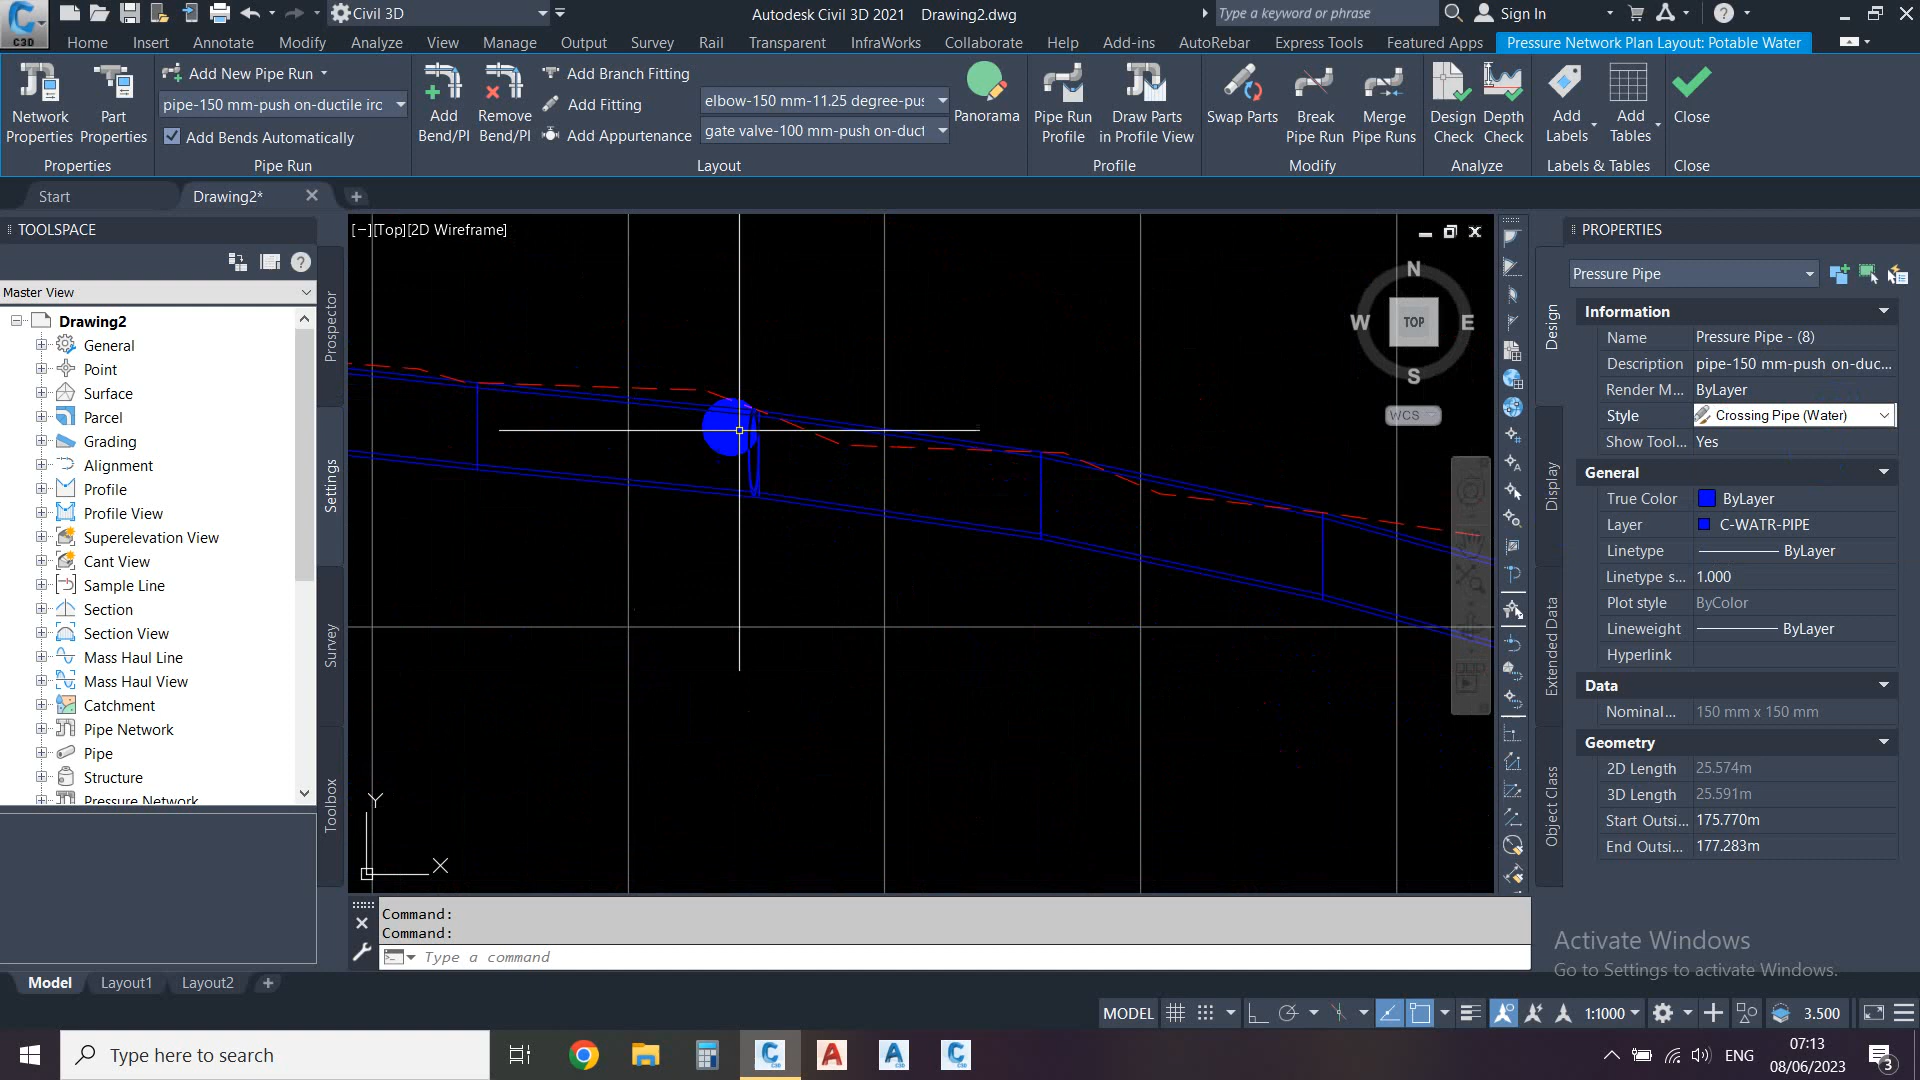 C3D
Civil 3D
Autodesk Civil 3D 2021 Drawing2.dwg
Type a keyword or phrase
Sign In
Home Insert Annotate Modify Analyze View Manage Output Survey Rail Transparent InfraWorks Collaborate Help Add-ins AutoRebar Express Tools Featured Apps Pressure Network Plan Layout: Potable Water
Network Properties
Part Properties
Properties
Add New Pipe Run
pipe-150 mm-push on-ductile irc
Add Bends Automatically
Pipe Run
Add Bend/PI
Remove Bend/PI
Add Branch Fitting
Add Fitting
Add Appurtenance
elbow-150 mm-11.25 degree-pu
gate valve-100 mm-push on-duct
Layout
Panorama
Pipe Run Profile
Draw Parts in Profile View
Profile
Swap Parts
Break Pipe Run
Merge Pipe Runs
Modify
Design Check
Depth Check
Analyze
Add Labels
Add Tables
Labels & Tables
Close
Close
Start
Drawing2*
TOOLSPACE
Master View
Drawing2
General
Point
Surface
Parcel
Grading
Alignment
Profile
Profile View
Superelevation View
Cant View
Sample Line
Section
Section View
Mass Haul Line
Mass Haul View
Catchment
Pipe Network
Pipe
Structure
Pressure Network
Prospector
Settings
Survey
Toolbox
[−][Top][2D Wireframe]
N
W TOP E
S
WCS
Y
X
Command:
Command:
Type a command
Model Layout1 Layout2
PROPERTIES
Pressure Pipe
Design
Display
Extended Data
Object Class
Information
Name Pressure Pipe - (8)
Description pipe-150 mm-push on-duc...
Render M... ByLayer
Style Crossing Pipe (Water)
Show Tool... Yes
General
True Color ByLayer
Layer C-WATR-PIPE
Linetype ByLayer
Linetype s... 1.000
Plot style ByColor
Lineweight ByLayer
Hyperlink
Data
Nominal... 150 mm x 150 mm
Geometry
2D Length 25.574m
3D Length 25.591m
Start Outsi... 175.770m
End Outsi... 177.283m
Activate Windows
Go to Settings to activate Windows.
MODEL
1:1000
3.500
Type here to search
ENG
07:13
08/06/2023
3